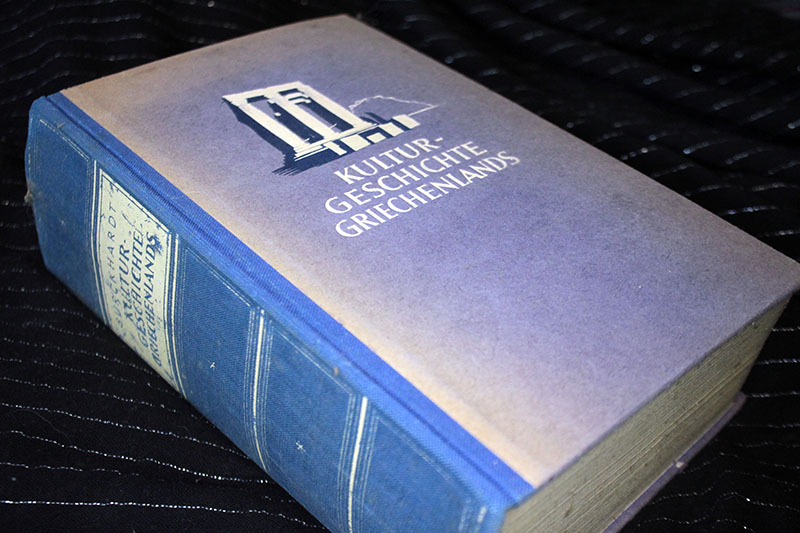 KULTUR-
GESCHICHTE
GRIECHENLANDS
BURCKHARDT
KULTUR-
GESCHICHTE
GRIECHENLANDS